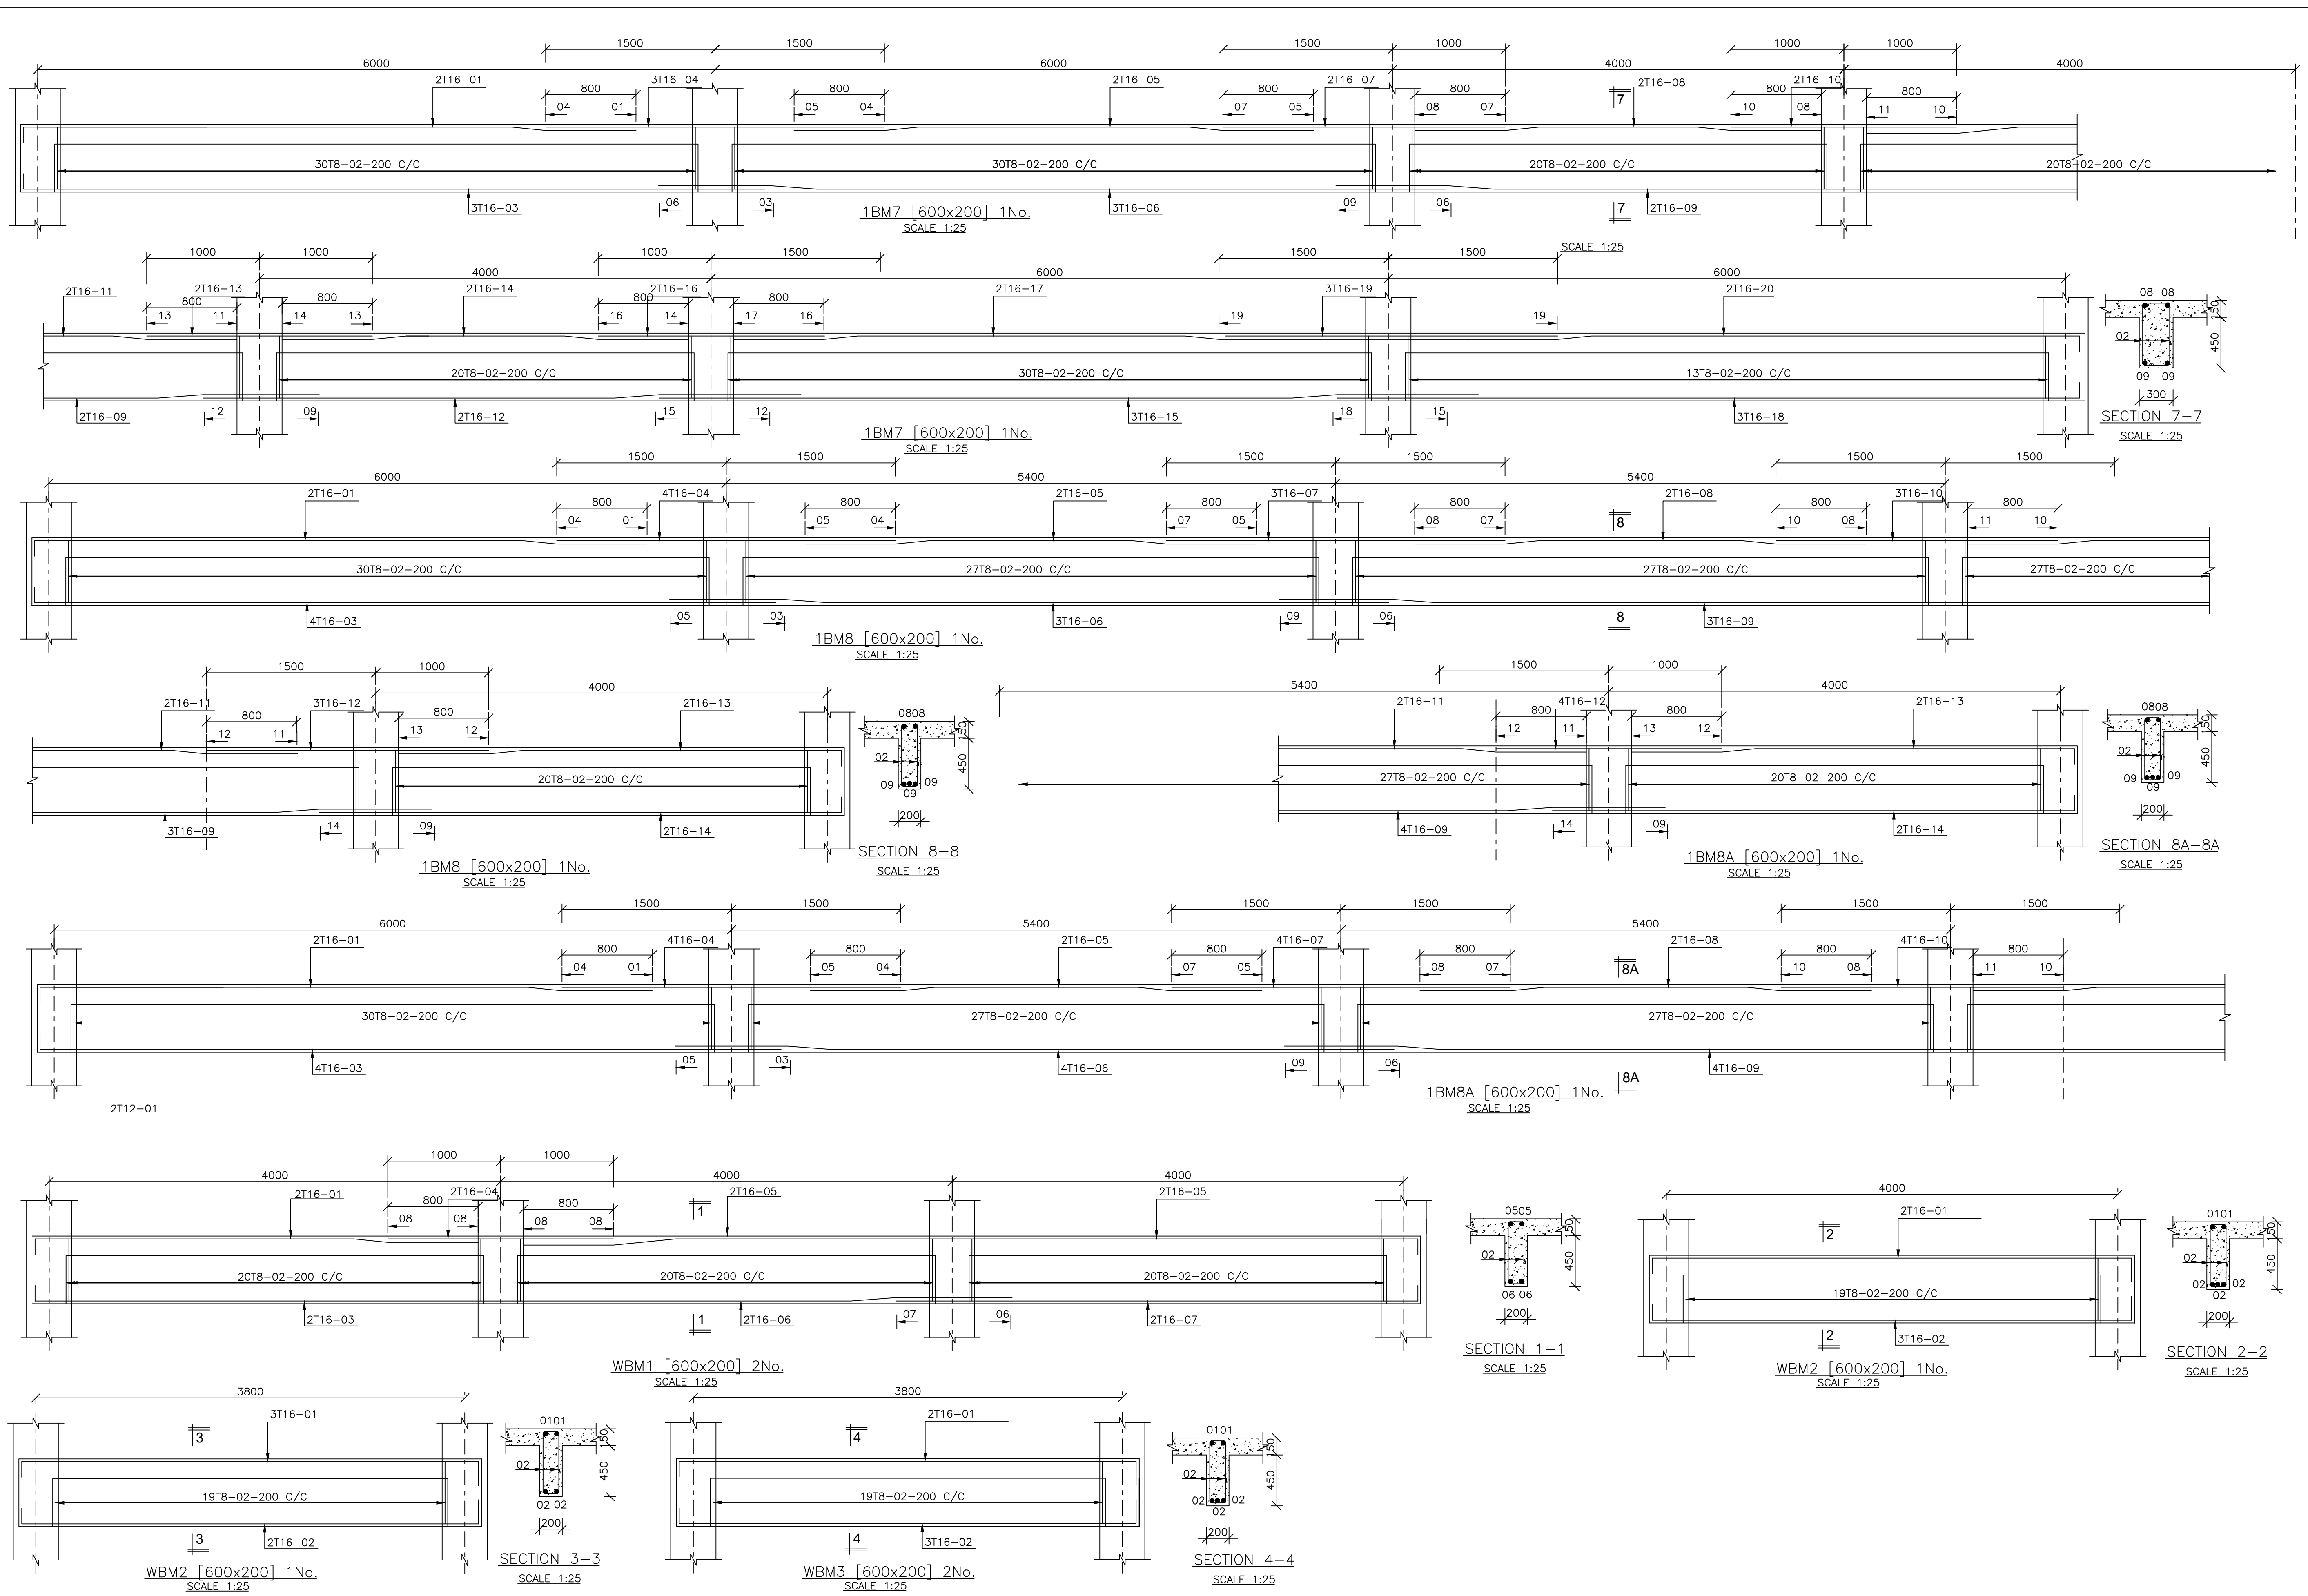 1500 1500 1500 1000 1000 1000
6000 6000 4000 4000
2T16-01 3T16-04 2T16-05 2T16-07 2T16-08 2T16-10
800 800 800 800 800 800
04 01 05 04 07 05 08 07 7 10 08 11 10
30T8-02-200 C/C 30T8-02-200 C/C 20T8-02-200 C/C 20T8-02-200 C/C
3T16-03 06 03 3T16-06 09 06 7 2T16-09
1BM7 [600x200] 1No.
SCALE 1:25
SCALE 1:25
1000 1000 1000 1500 1500 1500
4000 6000 6000
2T16-11 2T16-13 2T16-14 2T16-16 2T16-17 3T16-19 2T16-20
800 800 800 800
13 11 14 13 16 14 17 16 19 19
20T8-02-200 C/C 30T8-02-200 C/C 13T8-02-200 C/C
2T16-09 12 09 2T16-12 15 12 3T16-15 18 15 3T16-18
1BM7 [600x200] 1No.
SCALE 1:25
08 08
150
02
450
09 09
300
SECTION 7-7
SCALE 1:25
1500 1500 1500 1500 1500 1500
6000 5400 5400
2T16-01 4T16-04 2T16-05 3T16-07 2T16-08 3T16-10
800 800 800 800 800 800
04 01 05 04 07 05 08 07 8 10 08 11 10
30T8-02-200 C/C 27T8-02-200 C/C 27T8-02-200 C/C 27T8-02-200 C/C
4T16-03 05 03 3T16-06 09 06 8 3T16-09
1BM8 [600x200] 1No.
SCALE 1:25
1500 1000
4000
2T16-11 3T16-12 2T16-13
800 800
12 11 13 12
20T8-02-200 C/C
3T16-09 14 09 2T16-14
1BM8 [600x200] 1No.
SCALE 1:25
0808
150
02
450
09 09
09
200
SECTION 8-8
SCALE 1:25
1500 1000
5400 4000
2T16-11 4T16-12 2T16-13
800 800
12 11 13 12
27T8-02-200 C/C 20T8-02-200 C/C
4T16-09 14 09 2T16-14
1BM8A [600x200] 1No.
SCALE 1:25
0808
150
02
450
09 09
09
200
SECTION 8A-8A
SCALE 1:25
1500 1500 1500 1500 1500 1500
6000 5400 5400
2T16-01 4T16-04 2T16-05 4T16-07 2T16-08 4T16-10
800 800 800 800 800 800
04 01 05 04 07 05 08 07 8A 10 08 11 10
30T8-02-200 C/C 27T8-02-200 C/C 27T8-02-200 C/C
4T16-03 05 03 4T16-06 09 06 8A 4T16-09
1BM8A [600x200] 1No.
SCALE 1:25
2T12-01
1000 1000
4000 4000 4000
2T16-01 2T16-04 2T16-05 2T16-05
800 800
08 08 08 08 1
20T8-02-200 C/C 20T8-02-200 C/C 20T8-02-200 C/C
2T16-03 1 2T16-06 07 06 2T16-07
WBM1 [600x200] 2No.
SCALE 1:25
0505
150
02
450
06 06
200
SECTION 1-1
SCALE 1:25
4000
2T16-01
2
19T8-02-200 C/C
2 3T16-02
WBM2 [600x200] 1No.
SCALE 1:25
0101
150
02
450
02 02
02
200
SECTION 2-2
SCALE 1:25
3800
3T16-01
3
19T8-02-200 C/C
3 2T16-02
WBM2 [600x200] 1No.
SCALE 1:25
0101
150
02
450
02 02
200
SECTION 3-3
SCALE 1:25
3800
2T16-01
4
19T8-02-200 C/C
4 3T16-02
WBM3 [600x200] 2No.
SCALE 1:25
0101
150
02
450
02 02
02
200
SECTION 4-4
SCALE 1:25